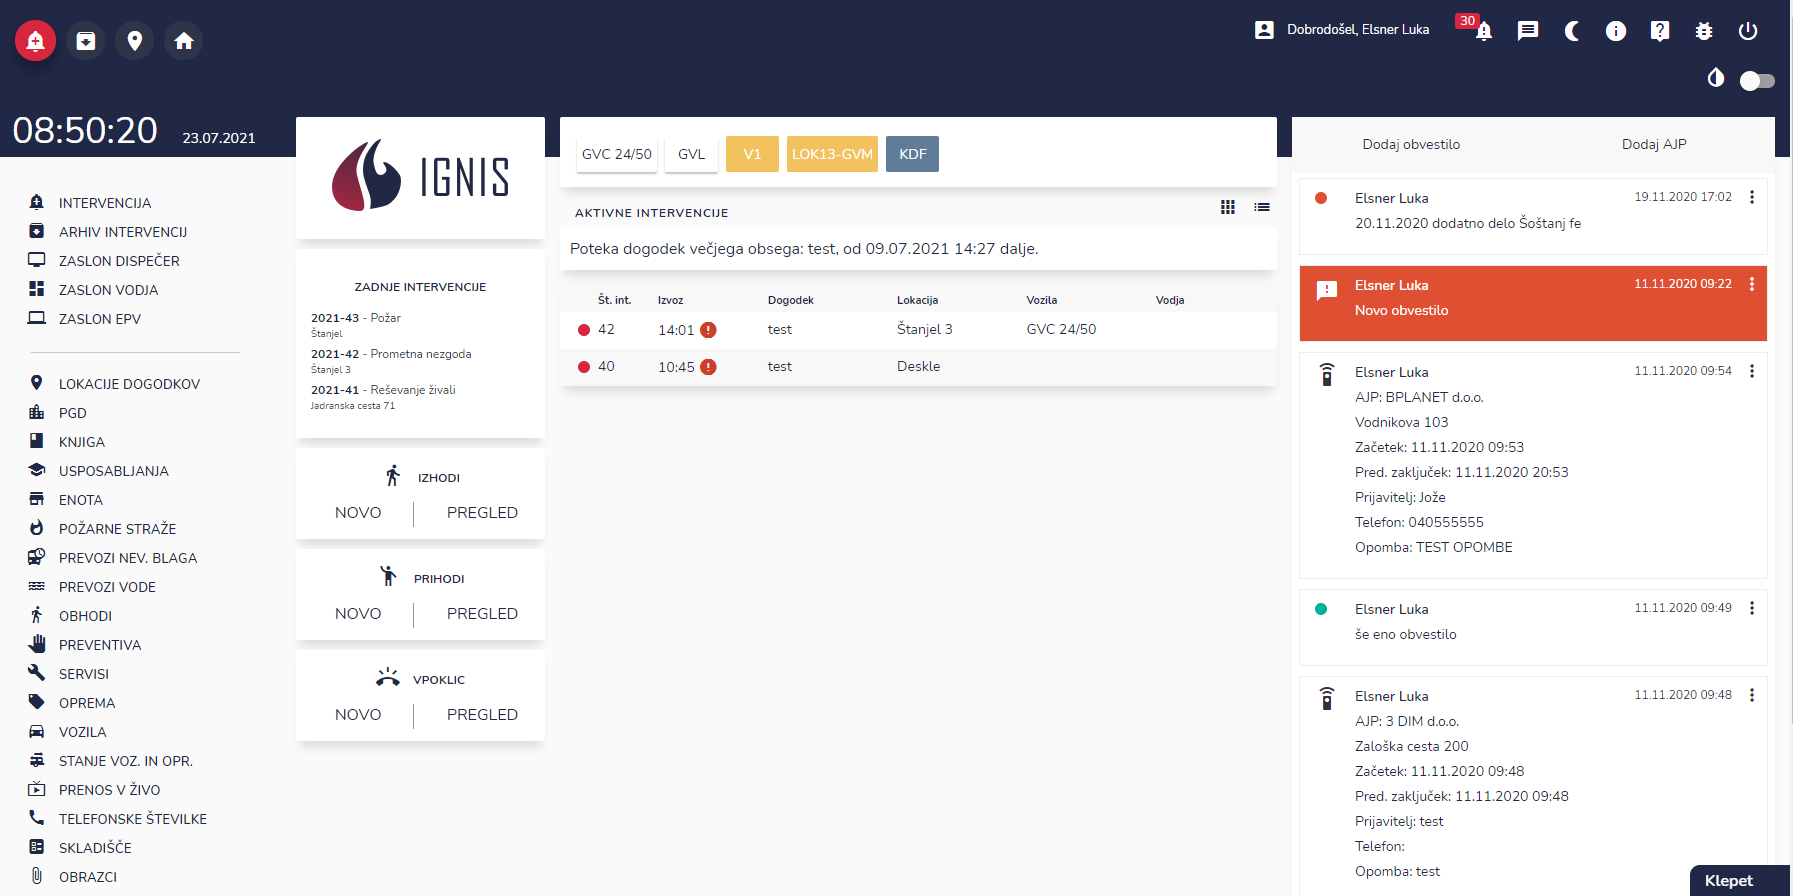 Dobrodošel, Elsner Luka
30
08:50:20
23.07.2021
INTERVENCIJA
ARHIV INTERVENCIJ
ZASLON DISPEČER
ZASLON VODJA
ZASLON EPV
LOKACIJE DOGODKOV
PGD
KNJIGA
USPOSABLJANJA
ENOTA
POŽARNE STRAŽE
PREVOZI NEV. BLAGA
PREVOZI VODE
OBHODI
PREVENTIVA
SERVISI
OPREMA
VOZILA
STANJE VOZ. IN OPR.
PRENOS V ŽIVO
TELEFONSKE ŠTEVILKE
SKLADIŠČE
OBRAZCI
IGNIS
ZADNJE INTERVENCIJE
2021-43 - Požar
Štanjel
2021-42 - Prometna nezgoda
Štanjel 3
2021-41 - Reševanje živali
Jadranska cesta 71
IZHODI
NOVO PREGLED
PRIHODI
NOVO PREGLED
VPOKLIC
NOVO PREGLED
GVC 24/50 GVL V1 LOK13-GVM KDF
AKTIVNE INTERVENCIJE
Poteka dogodek večjega obsega: test, od 09.07.2021 14:27 dalje.
Št. int. Izvoz Dogodek Lokacija Vozila Vodja
42 14:01 test Štanjel 3 GVC 24/50
40 10:45 test Deskle
Dodaj obvestilo Dodaj AJP
Elsner Luka 19.11.2020 17:02
20.11.2020 dodatno delo Šoštanj fe
Elsner Luka 11.11.2020 09:22
Novo obvestilo
Elsner Luka 11.11.2020 09:54
AJP: BPLANET d.o.o.
Vodnikova 103
Začetek: 11.11.2020 09:53
Pred. zaključek: 11.11.2020 20:53
Prijavitelj: Jože
Telefon: 040555555
Opomba: TEST OPOMBE
Elsner Luka 11.11.2020 09:49
še eno obvestilo
Elsner Luka 11.11.2020 09:48
AJP: 3 DIM d.o.o.
Zaloška cesta 200
Začetek: 11.11.2020 09:48
Pred. zaključek: 11.11.2020 09:48
Prijavitelj: test
Telefon:
Opomba: test
Klepet